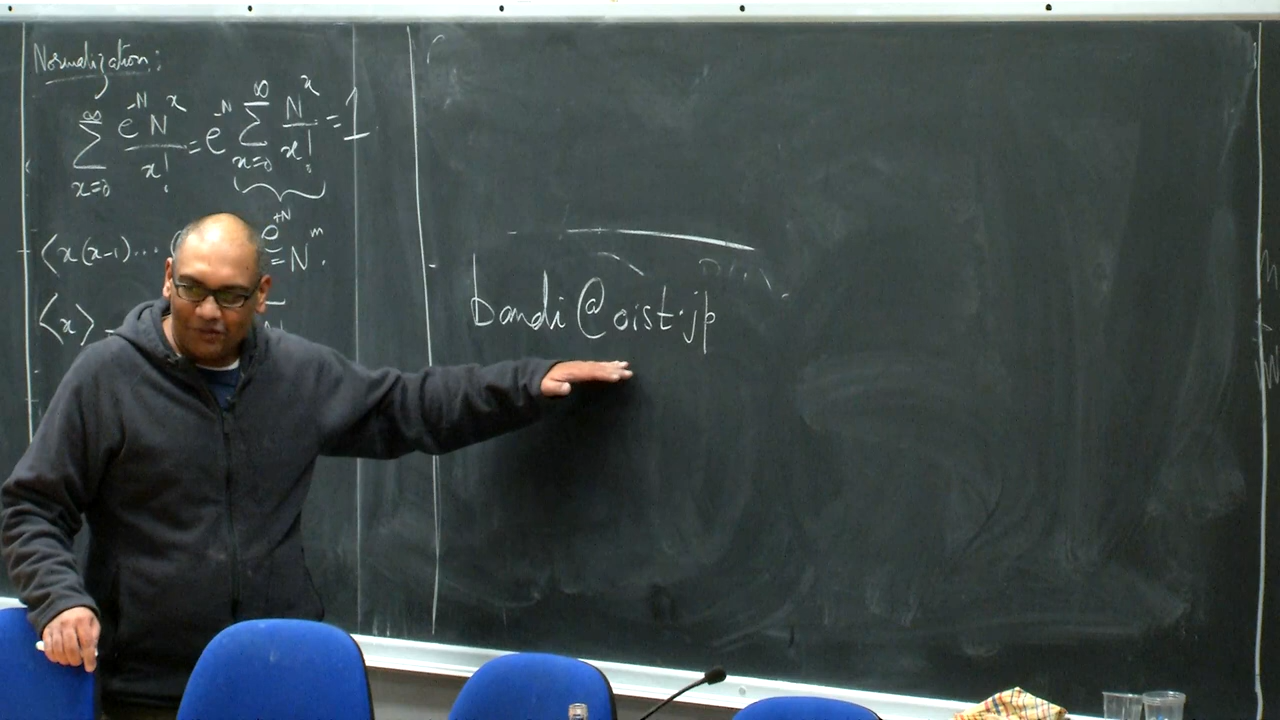 Normalization:
∑_{x=0}^{∞} e^{-N} N^x / x! = e^{-N} ∑_{x=0}^{∞} N^x / x! = 1
e^{+N}
⟨x(x-1)... = N^m.
⟨x⟩
bandi@oist.jp